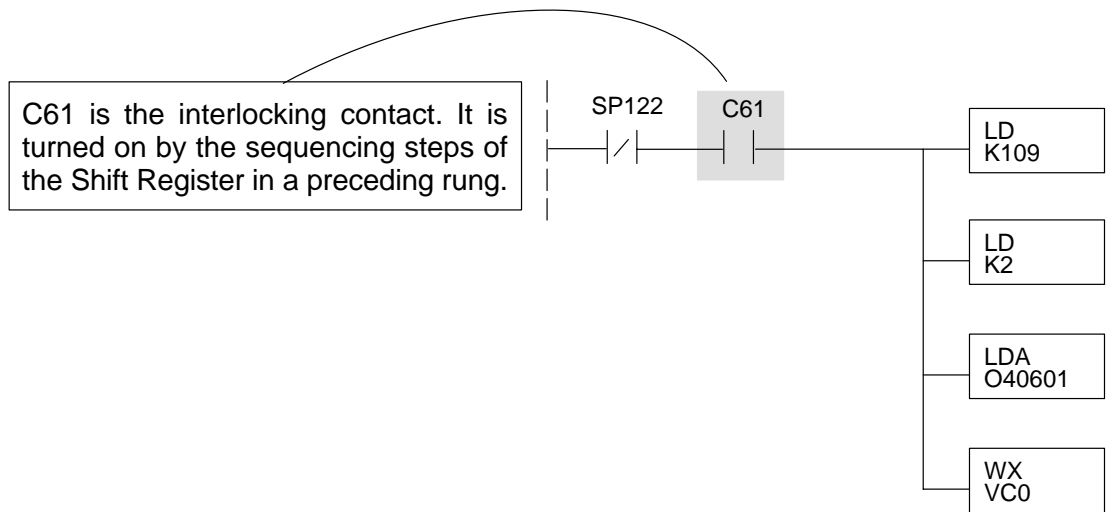 C61 is the interlocking contact. It is
turned on by the sequencing steps of
the Shift Register in a preceding rung.
SP122
C61
LD
K109
LD
K2
LDA
O40601
WX
VC0